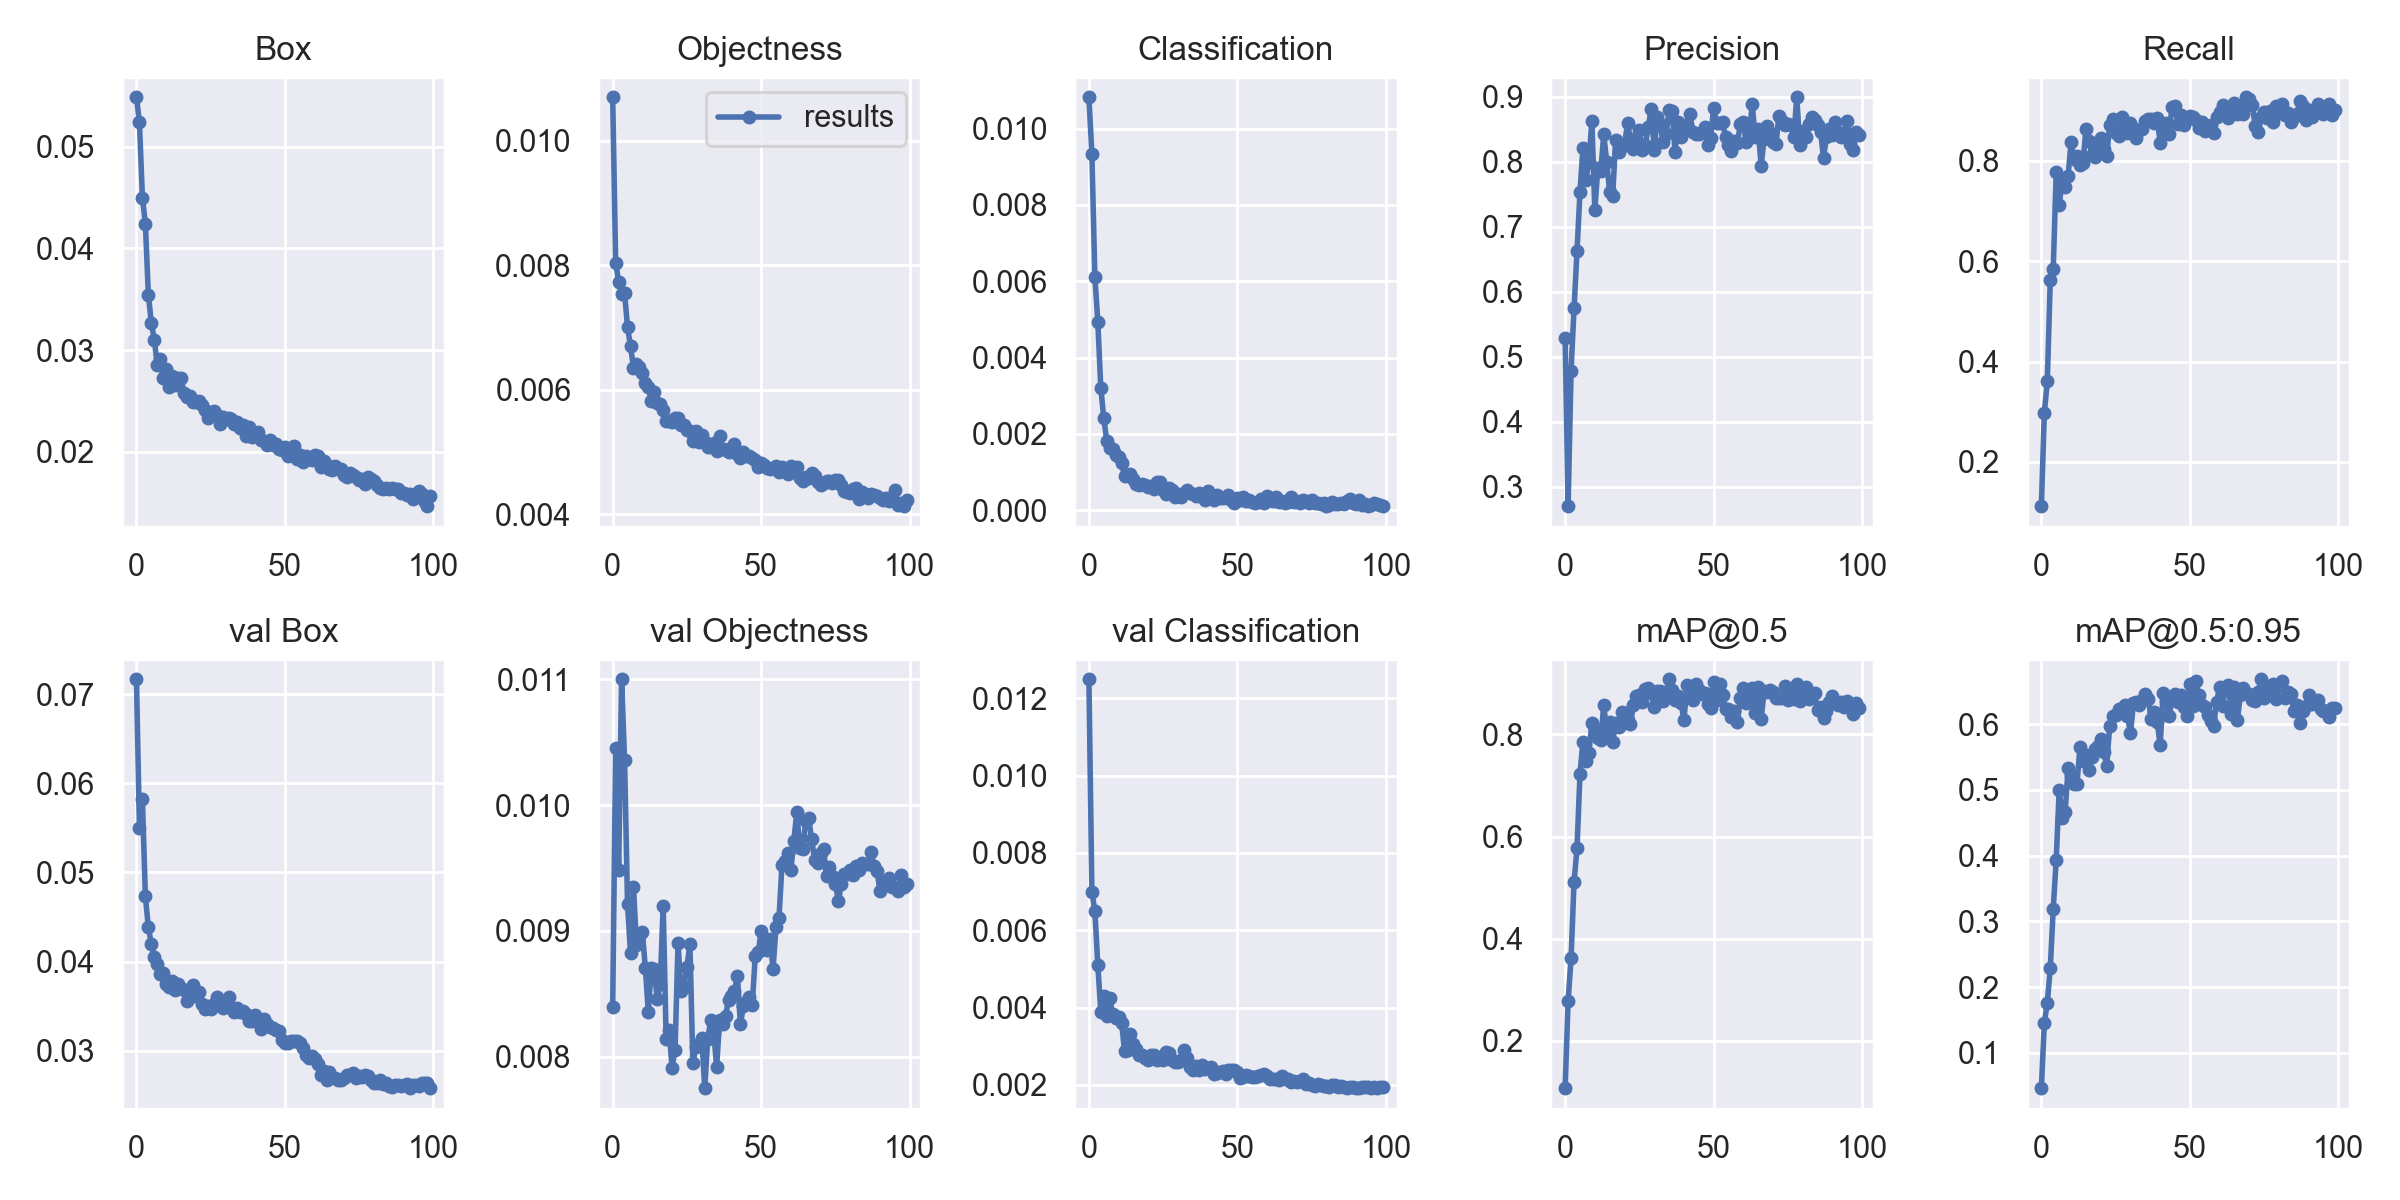 Box
0.05
0.04
0.03
0.02
0 50 100
Objectness
results
0.010
0.008
0.006
0.004
0 50 100
Classification
0.010
0.008
0.006
0.004
0.002
0.000
0 50 100
Precision
0.9
0.8
0.7
0.6
0.5
0.4
0.3
0 50 100
Recall
0.8
0.6
0.4
0.2
0 50 100
val Box
0.07
0.06
0.05
0.04
0.03
0 50 100
val Objectness
0.011
0.010
0.009
0.008
0 50 100
val Classification
0.012
0.010
0.008
0.006
0.004
0.002
0 50 100
mAP@0.5
0.8
0.6
0.4
0.2
0 50 100
mAP@0.5:0.95
0.6
0.5
0.4
0.3
0.2
0.1
0 50 100